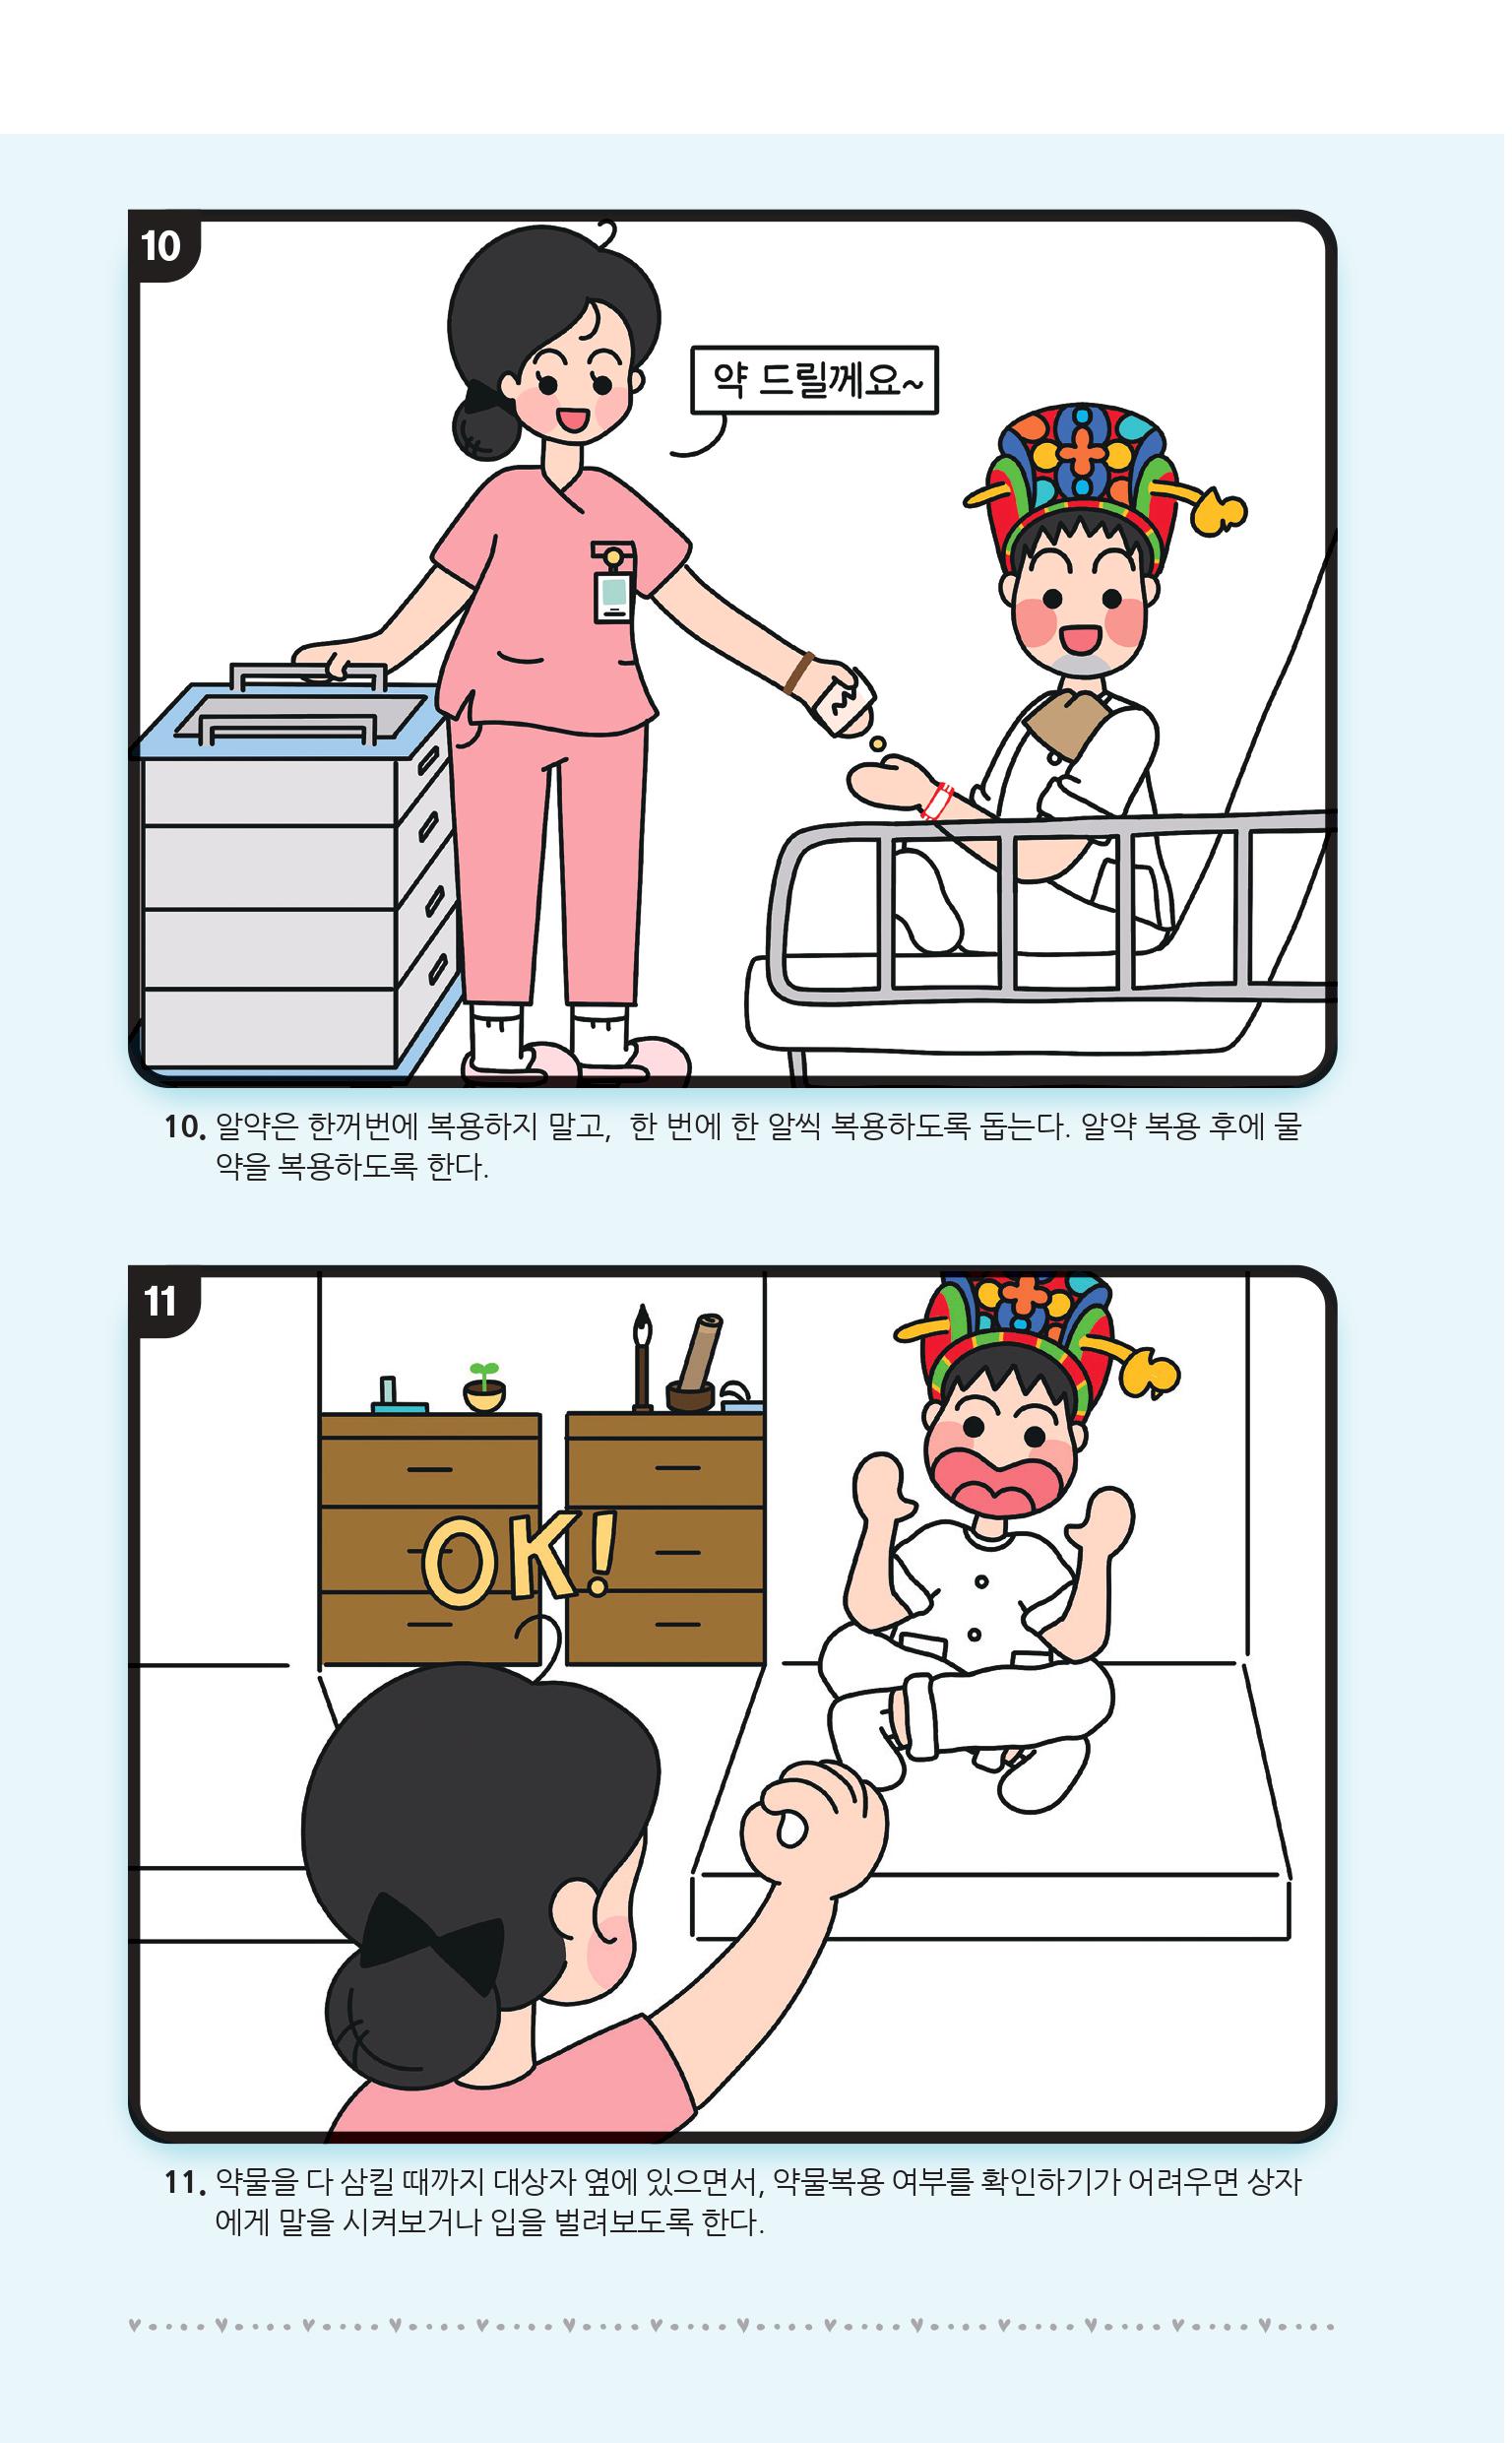 10
약 드릴께요~
10. 알약은 한꺼번에 복용하지 말고, 한 번에 한 알씩 복용하도록 돕는다. 알약 복용 후에 물
약을 복용하도록 한다.
11
OK!
11. 약물을 다 삼킬 때까지 대상자 옆에 있으면서, 약물복용 여부를 확인하기가 어려우면 상자
에게 말을 시켜보거나 입을 벌려보도록 한다.